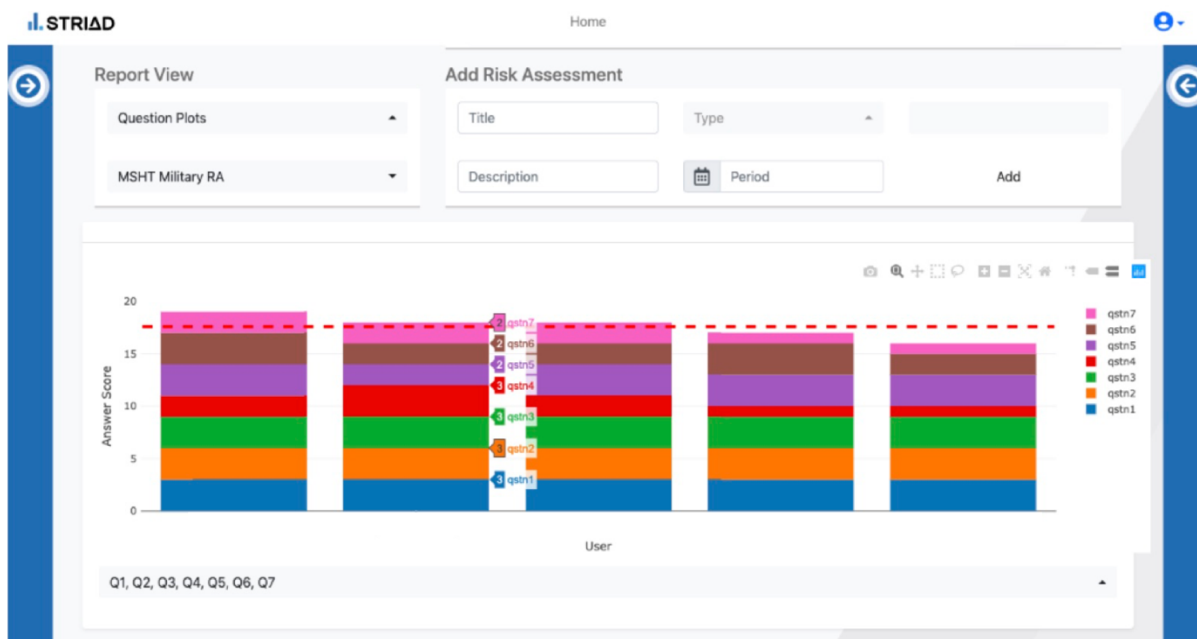 STRIAD
Home
Report View
Add Risk Assessment
Question Plots
Title
Type
MSHT Military RA
Description
Period
Add
20
15
10
5
0
Answer Score
2 qstn7
2 qstn6
2 qstn5
3 qstn4
3 qstn3
3 qstn2
3 qstn1
qstn7
qstn6
qstn5
qstn4
qstn3
qstn2
qstn1
User
Q1, Q2, Q3, Q4, Q5, Q6, Q7